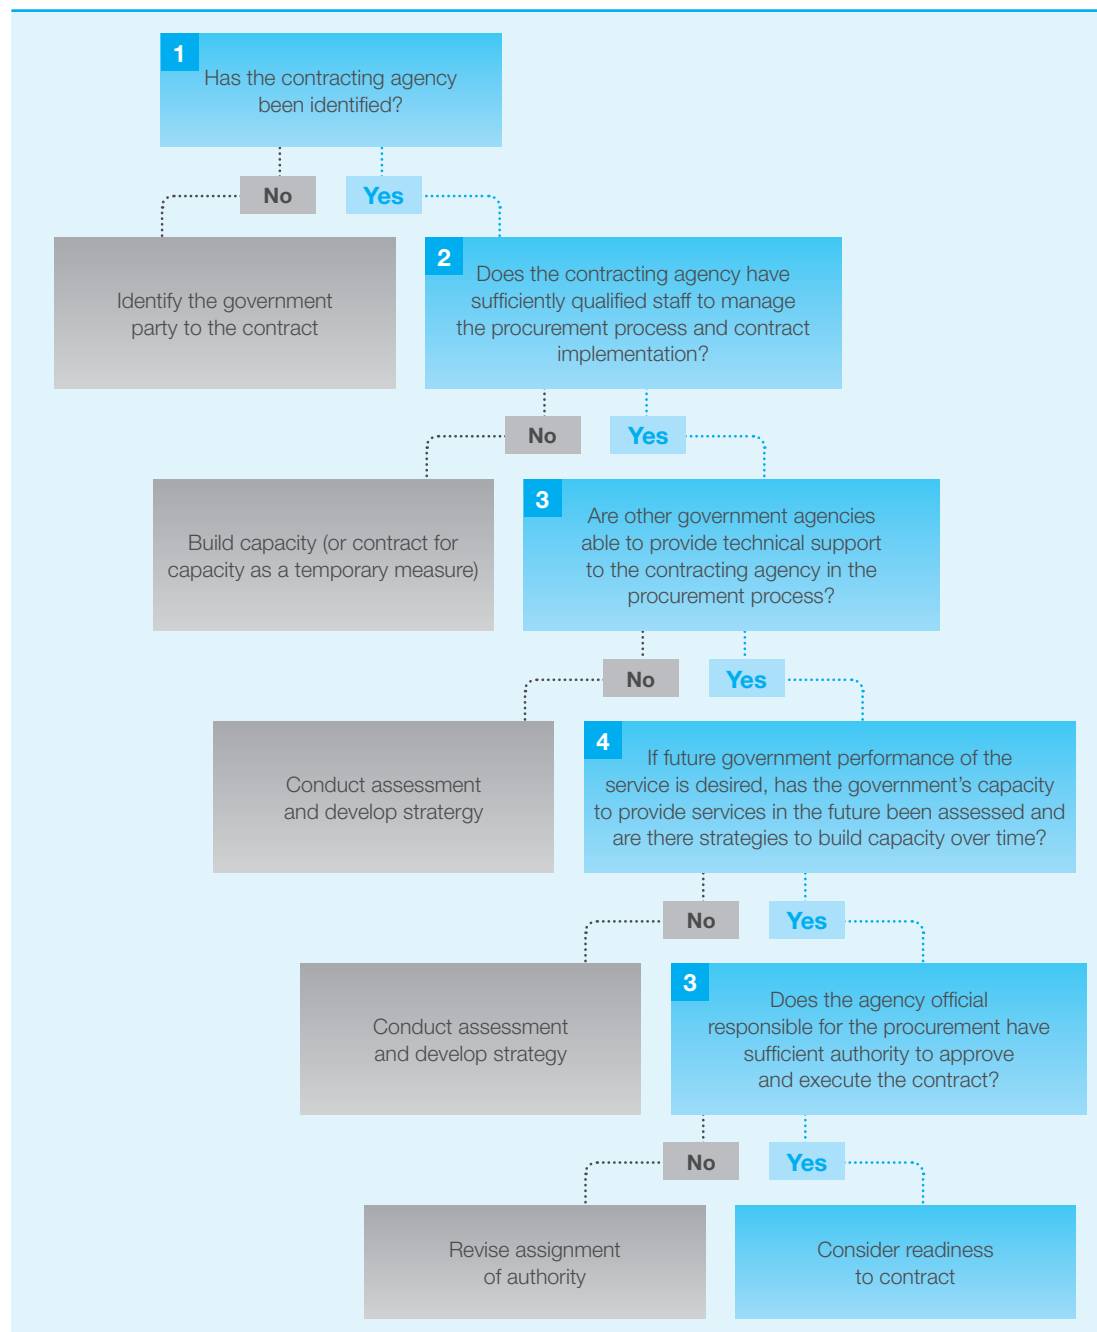 1
Has the contracting agency
been identified?
No
Yes
Identify the government
party to the contract
2
Does the contracting agency have
sufficiently qualified staff to manage
the procurement process and contract
implementation?
No
Yes
Build capacity (or contract for
capacity as a temporary measure)
3
Are other government agencies
able to provide technical support
to the contracting agency in the
procurement process?
No
Yes
Conduct assessment
and develop stratergy
4
If future government performance of the
service is desired, has the government’s capacity
to provide services in the future been assessed and
are there strategies to build capacity over time?
No
Yes
Conduct assessment
and develop strategy
3
Does the agency official
responsible for the procurement have
sufficient authority to approve
and execute the contract?
No
Yes
Revise assignment
of authority
Consider readiness
to contract